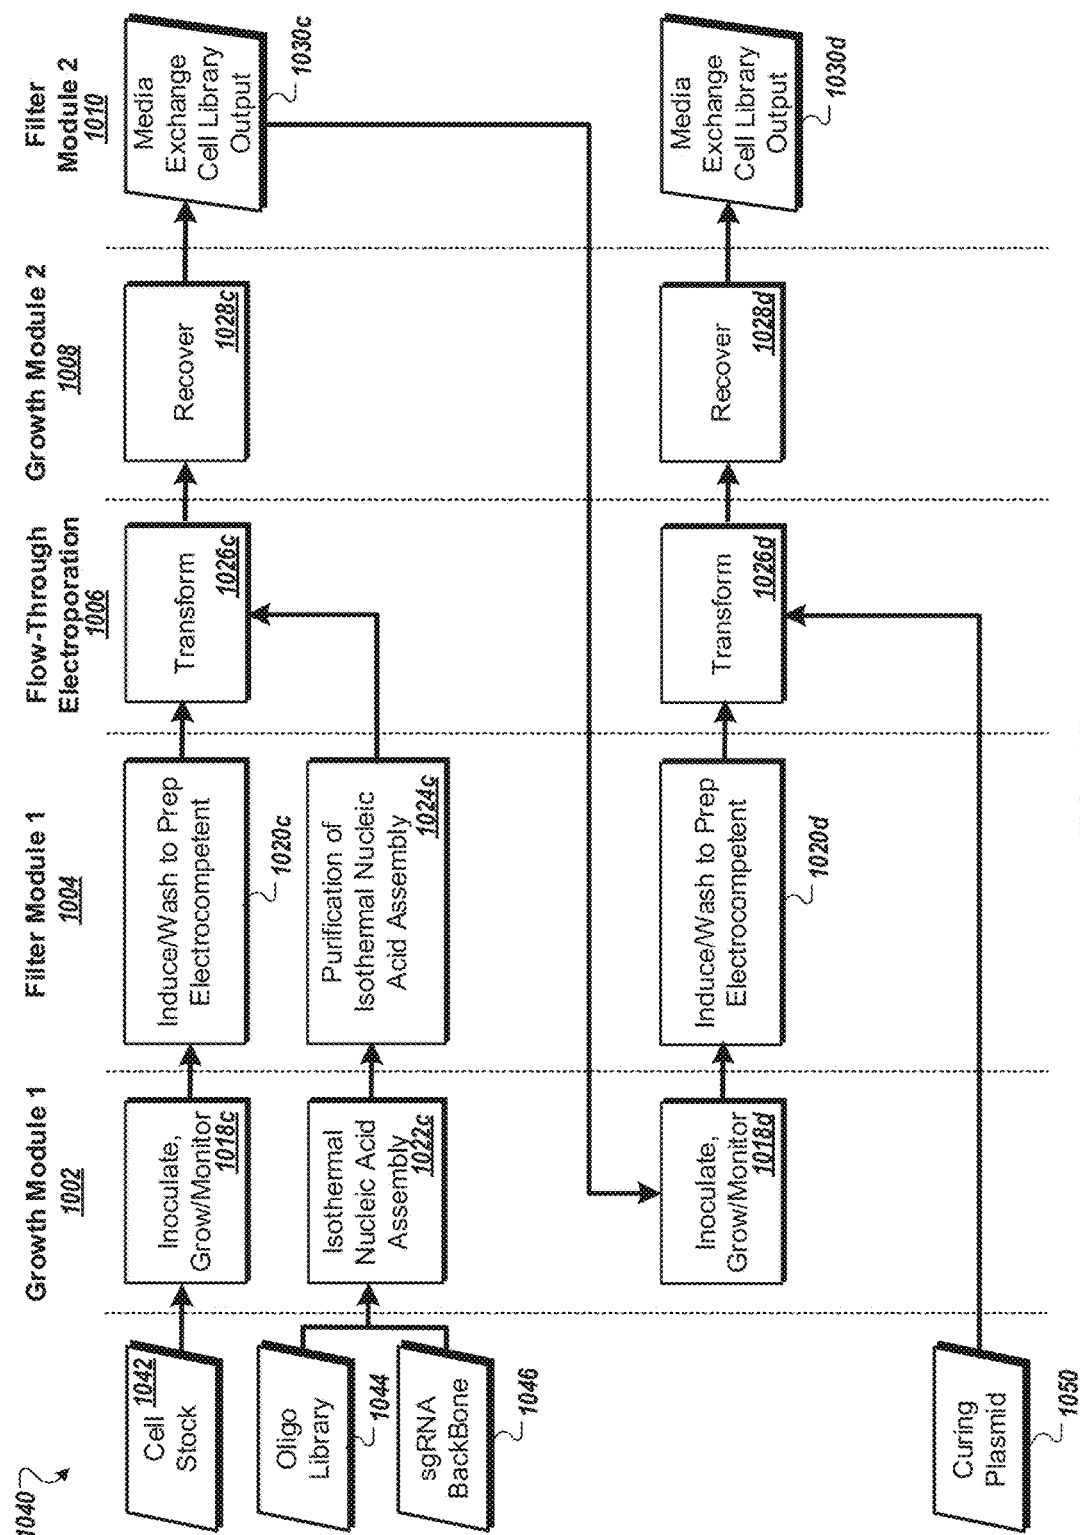 1040
Growth Module 1
1002
Filter Module 1
1004
Flow-Through
Electroporation
1006
Growth Module 2
1008
Filter
Module 2
1010
Cell
Stock
1042
Inoculate,
Grow/Monitor
1018c
Induce/Wash to Prep
Electrocompetent
1020c
Transform
1026c
Recover
1028c
Media
Exchange
Cell Library
Output
1030c
Oligo
Library
1044
sgRNA
BackBone
1046
Isothermal
Nucleic Acid
Assembly
1022c
Purification of
Isothermal Nucleic
Acid Assembly
1024c
Inoculate,
Grow/Monitor
1018d
Induce/Wash to Prep
Electrocompetent
1020d
Transform
1026d
Recover
1028d
Media
Exchange
Cell Library
Output
1030d
Curing
Plasmid
1050